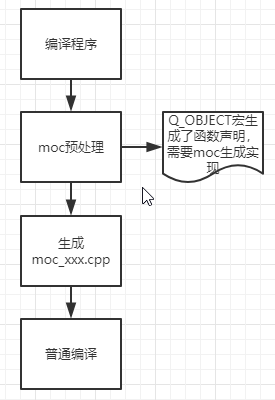 编译程序
moc预处理
Q_OBJECT宏生
成了函数声明，
需要moc生成实
现
生成
moc_xxx.cpp
普通编译